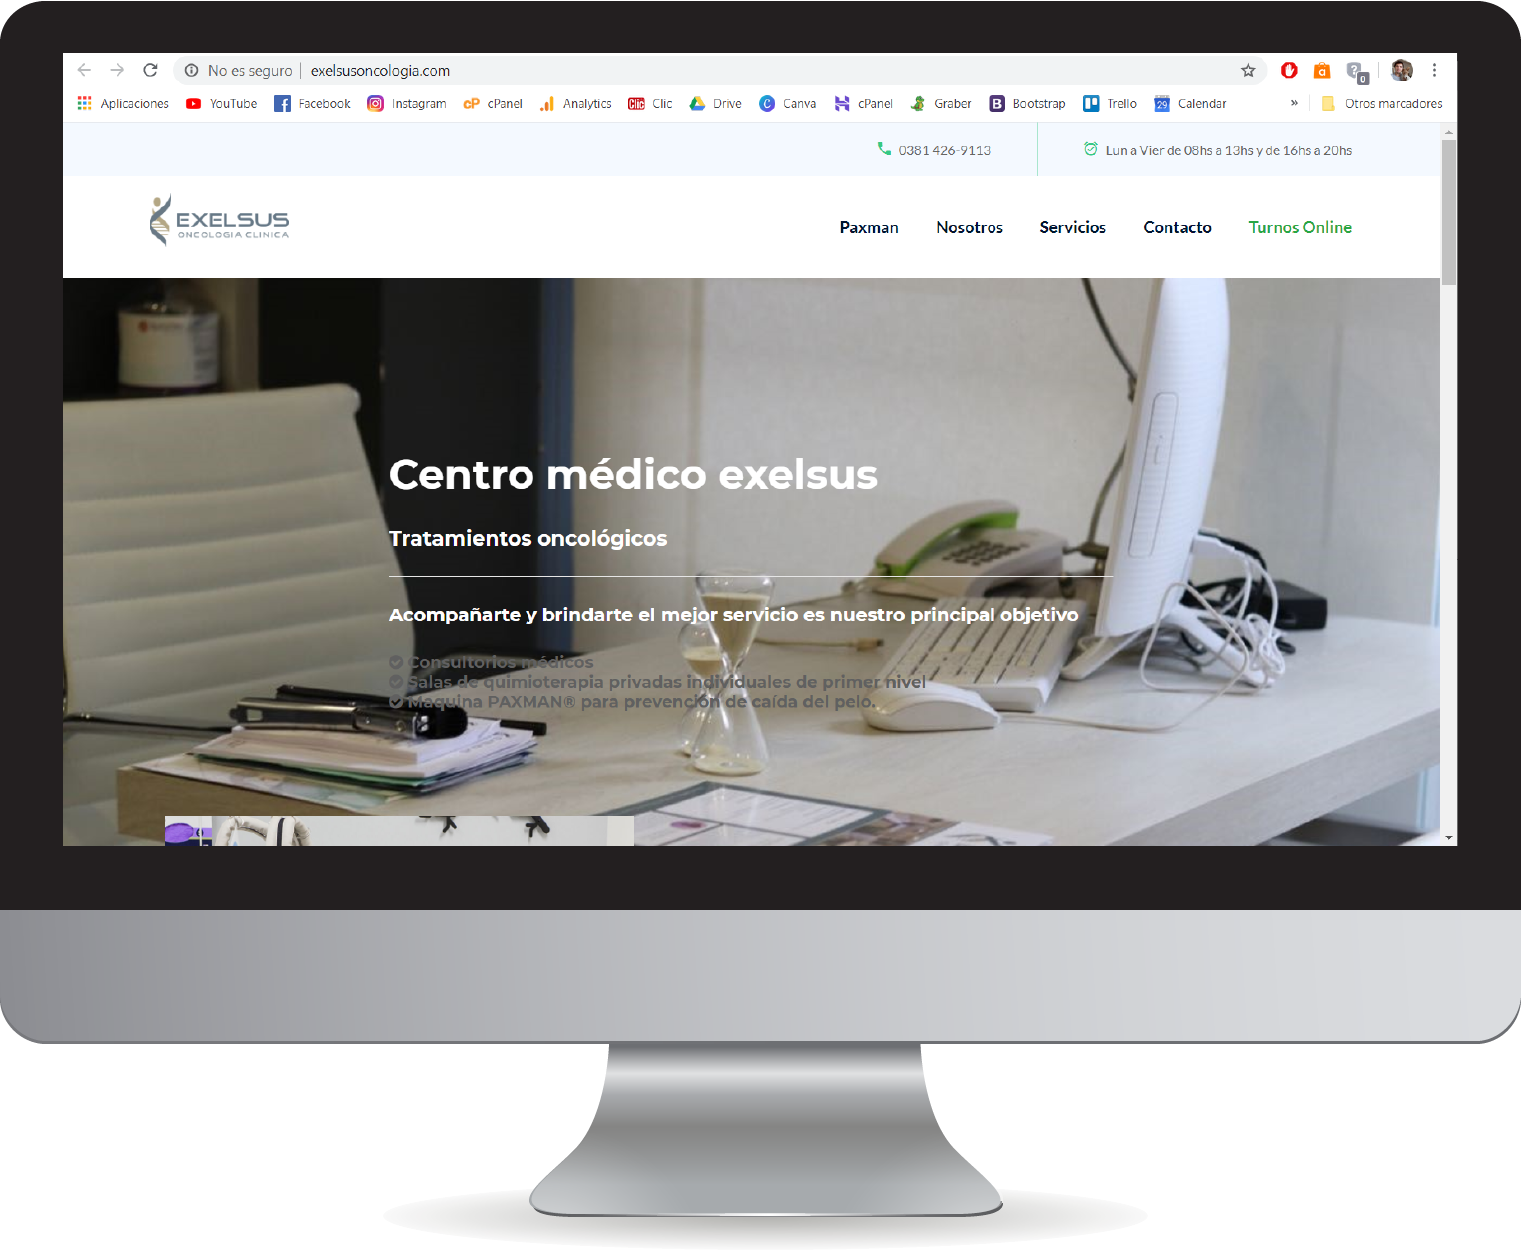 No es seguro | exelsusoncologia.com
Aplicaciones YouTube Facebook Instagram cPanel Analytics Clic Drive Canva cPanel Graber Bootstrap Trello Calendar » Otros marcadores
0381 426-9113 Lun a Vier de 08hs a 13hs y de 16hs a 20hs
EXELSUS
ONCOLOGIA CLINICA
Paxman Nosotros Servicios Contacto Turnos Online
Centro médico exelsus
Tratamientos oncológicos
Acompañarte y brindarte el mejor servicio es nuestro principal objetivo
Consultorios médicos
Salas de quimioterapia privadas individuales de primer nivel
Maquina PAXMAN® para prevención de caída del pelo.